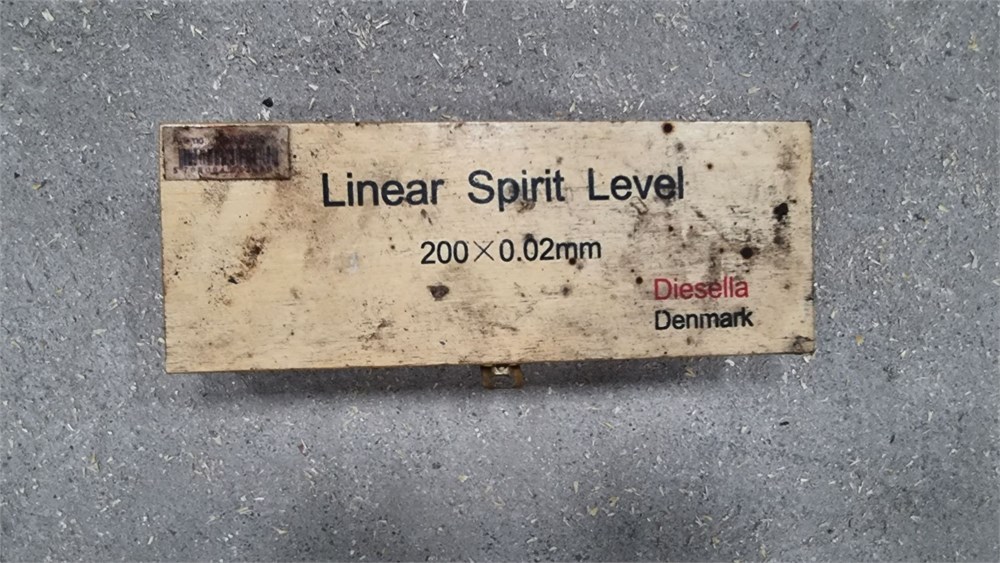 Linear Spirit Level
200×0.02mm
Diesella
Denmark